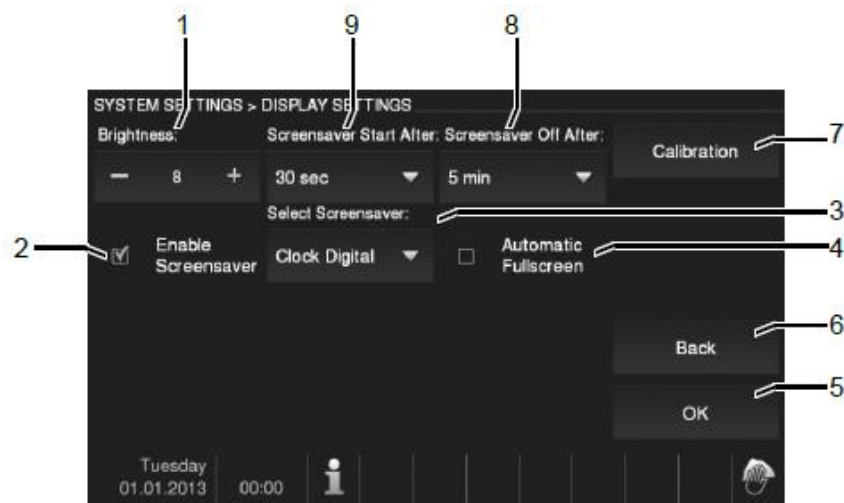 1 9 8
SYSTEM SETTINGS > DISPLAY SETTINGS
Brightness: Screensaver Start After: Screensaver Off After:
Calibration 7
− 8 + 30 sec 5 min
Select Screensaver: 3
2 Enable Screensaver Clock Digital Automatic Fullscreen 4
6
Back
5
OK
Tuesday
01.01.2013 00:00 i